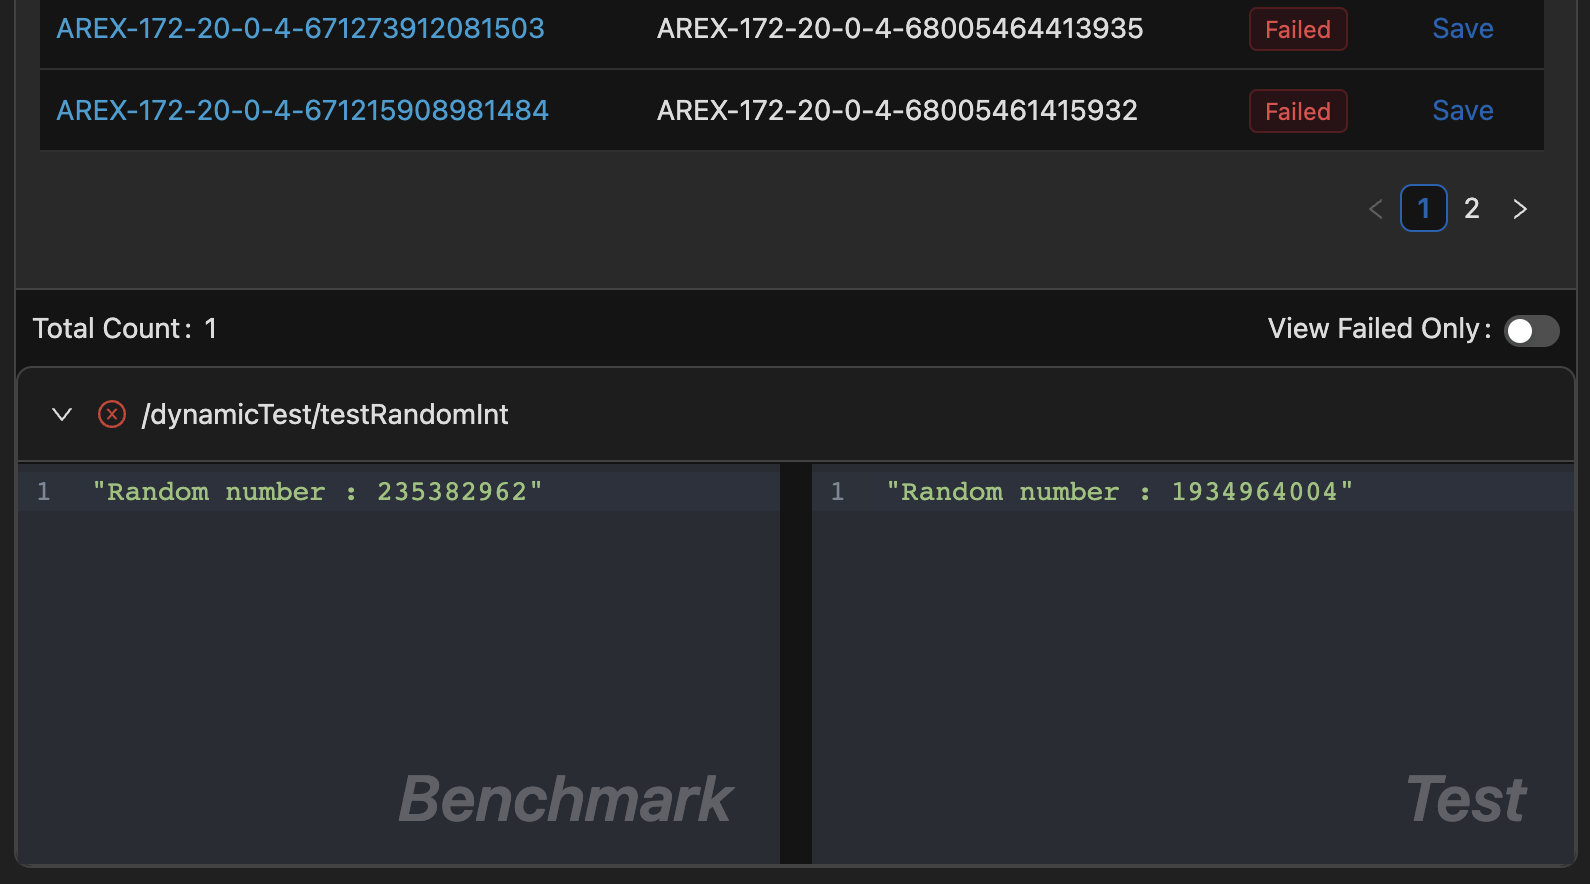 AREX-172-20-0-4-671273912081503 AREX-172-20-0-4-68005464413935 Failed Save
AREX-172-20-0-4-671215908981484 AREX-172-20-0-4-68005461415932 Failed Save
< 1 2 >
Total Count: 1 View Failed Only:
/dynamicTest/testRandomInt
1 "Random number : 235382962" 1 "Random number : 1934964004"
Benchmark Test